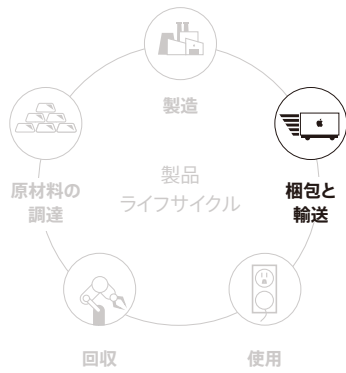 製造
梱包と
輸送
原材料の
調達
製品
ライフサイクル
回収
使用